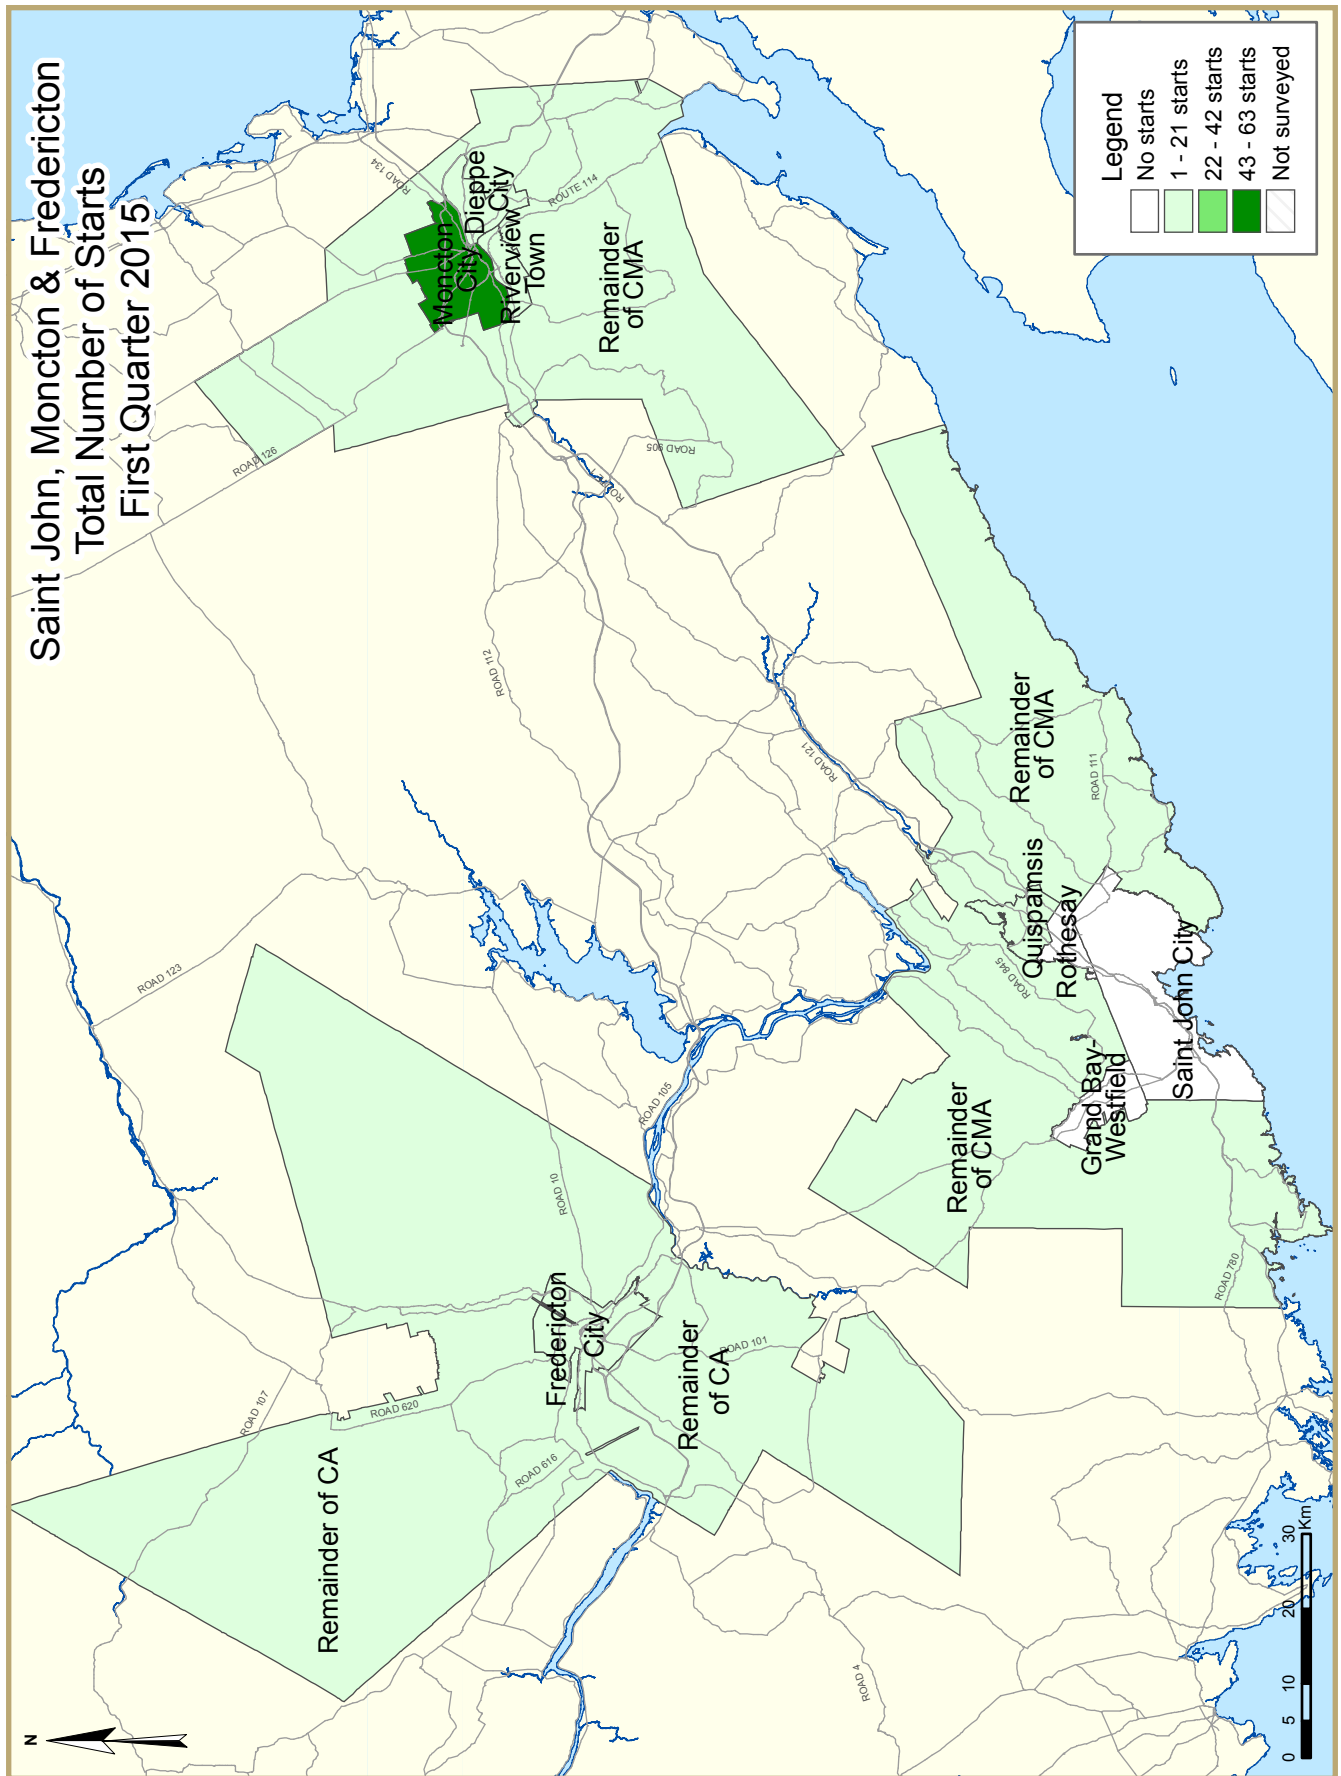 Saint John, Moncton & Fredericton
Total Number of Starts
First Quarter 2015
N
Legend
No starts
1 - 21 starts
22 - 42 starts
43 - 63 starts
Not surveyed
ROAD 134
Moncton
City
Dieppe
City
Riverview
Town
ROUTE 114
Remainder
of CMA
ROAD 126
ROAD 905
ROAD 112
ROAD 121
Remainder
of CMA
ROAD 111
Quispamsis
Rothesay
ROAD 845
Saint John City
Grand Bay-
Westfield
Remainder
of CMA
ROAD 780
ROAD 123
ROAD 105
ROAD 10
Fredericton
City
Remainder
of CA
ROAD 101
ROAD 107
ROAD 620
ROAD 616
Remainder of CA
ROAD 4
0 5 10 20 30
Km